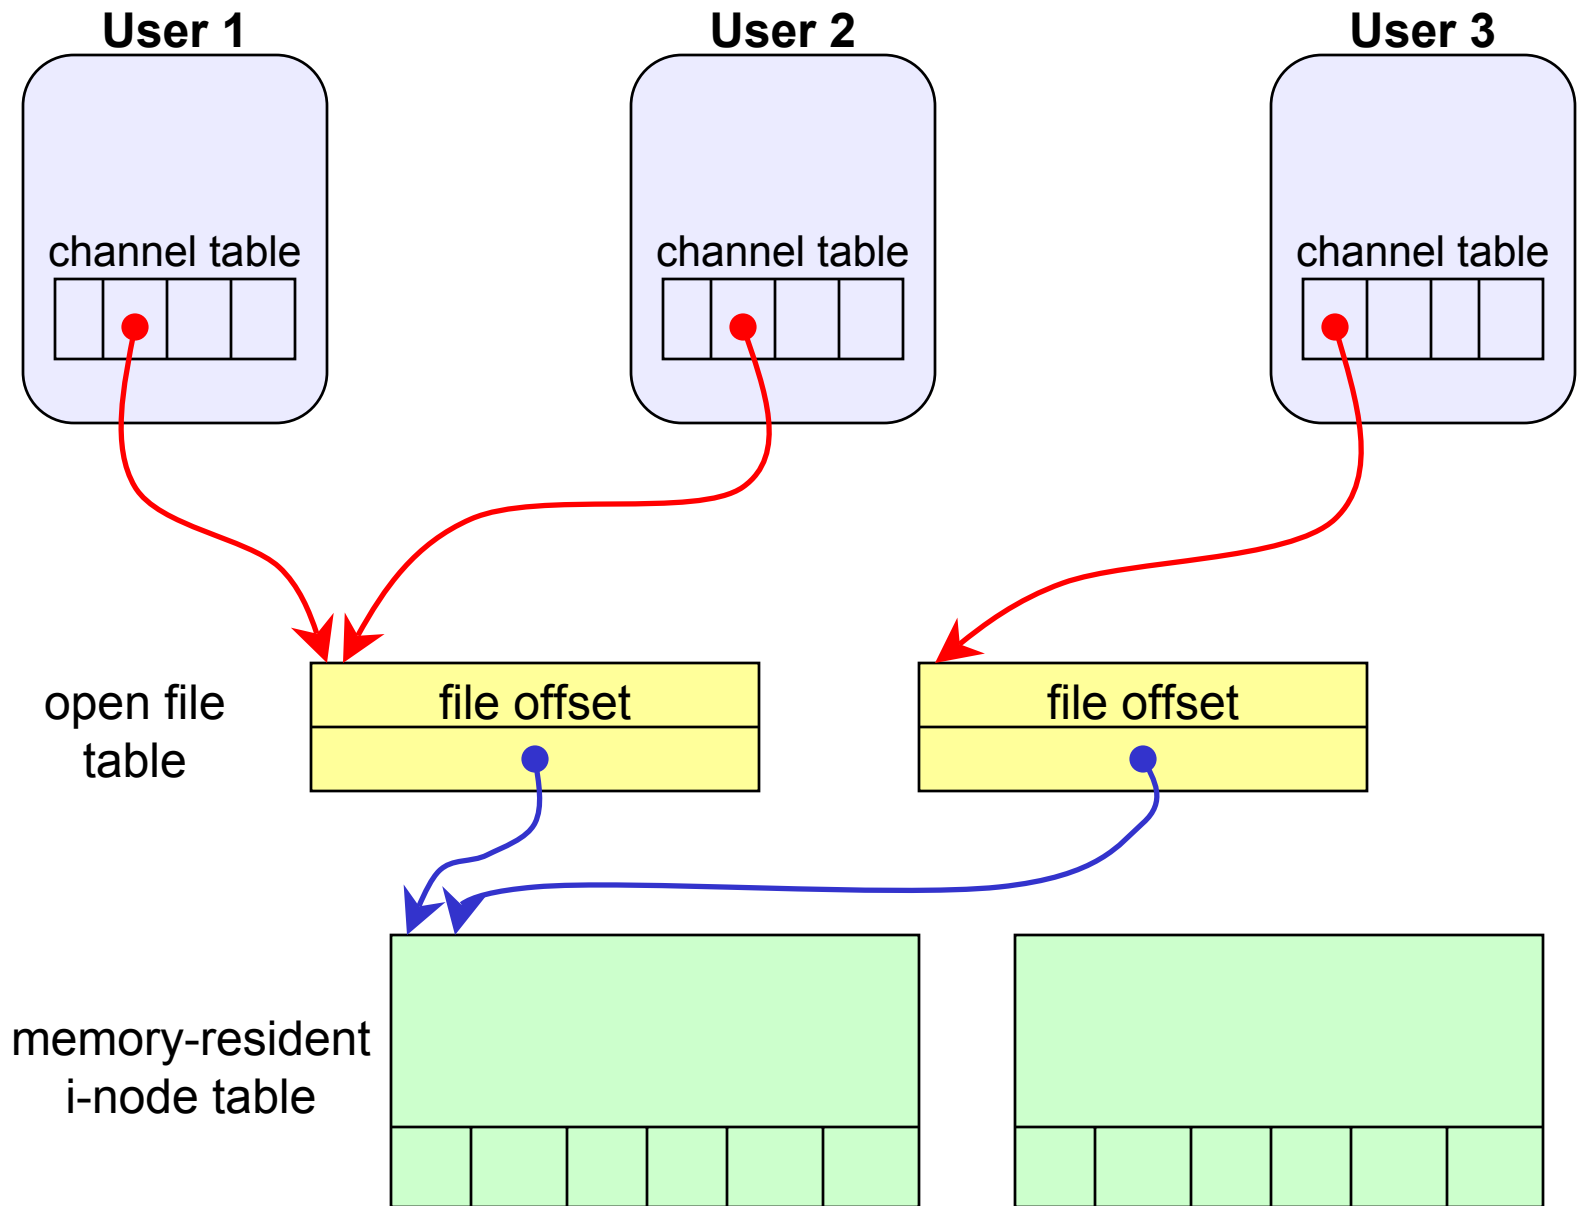 User 1
User 2
User 3
channel table
channel table
channel table
open file
table
file offset
file offset
memory-resident
i-node table